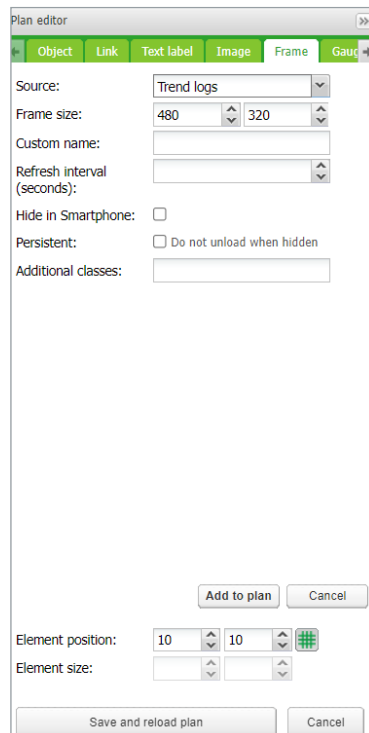 Plan editor
Object Link Text label Image Frame Gaug
Source: Trend logs
Frame size: 480 320
Custom name:
Refresh interval
(seconds):
Hide in Smartphone:
Persistent: Do not unload when hidden
Additional classes:
Add to plan Cancel
Element position: 10 10
Element size:
Save and reload plan Cancel